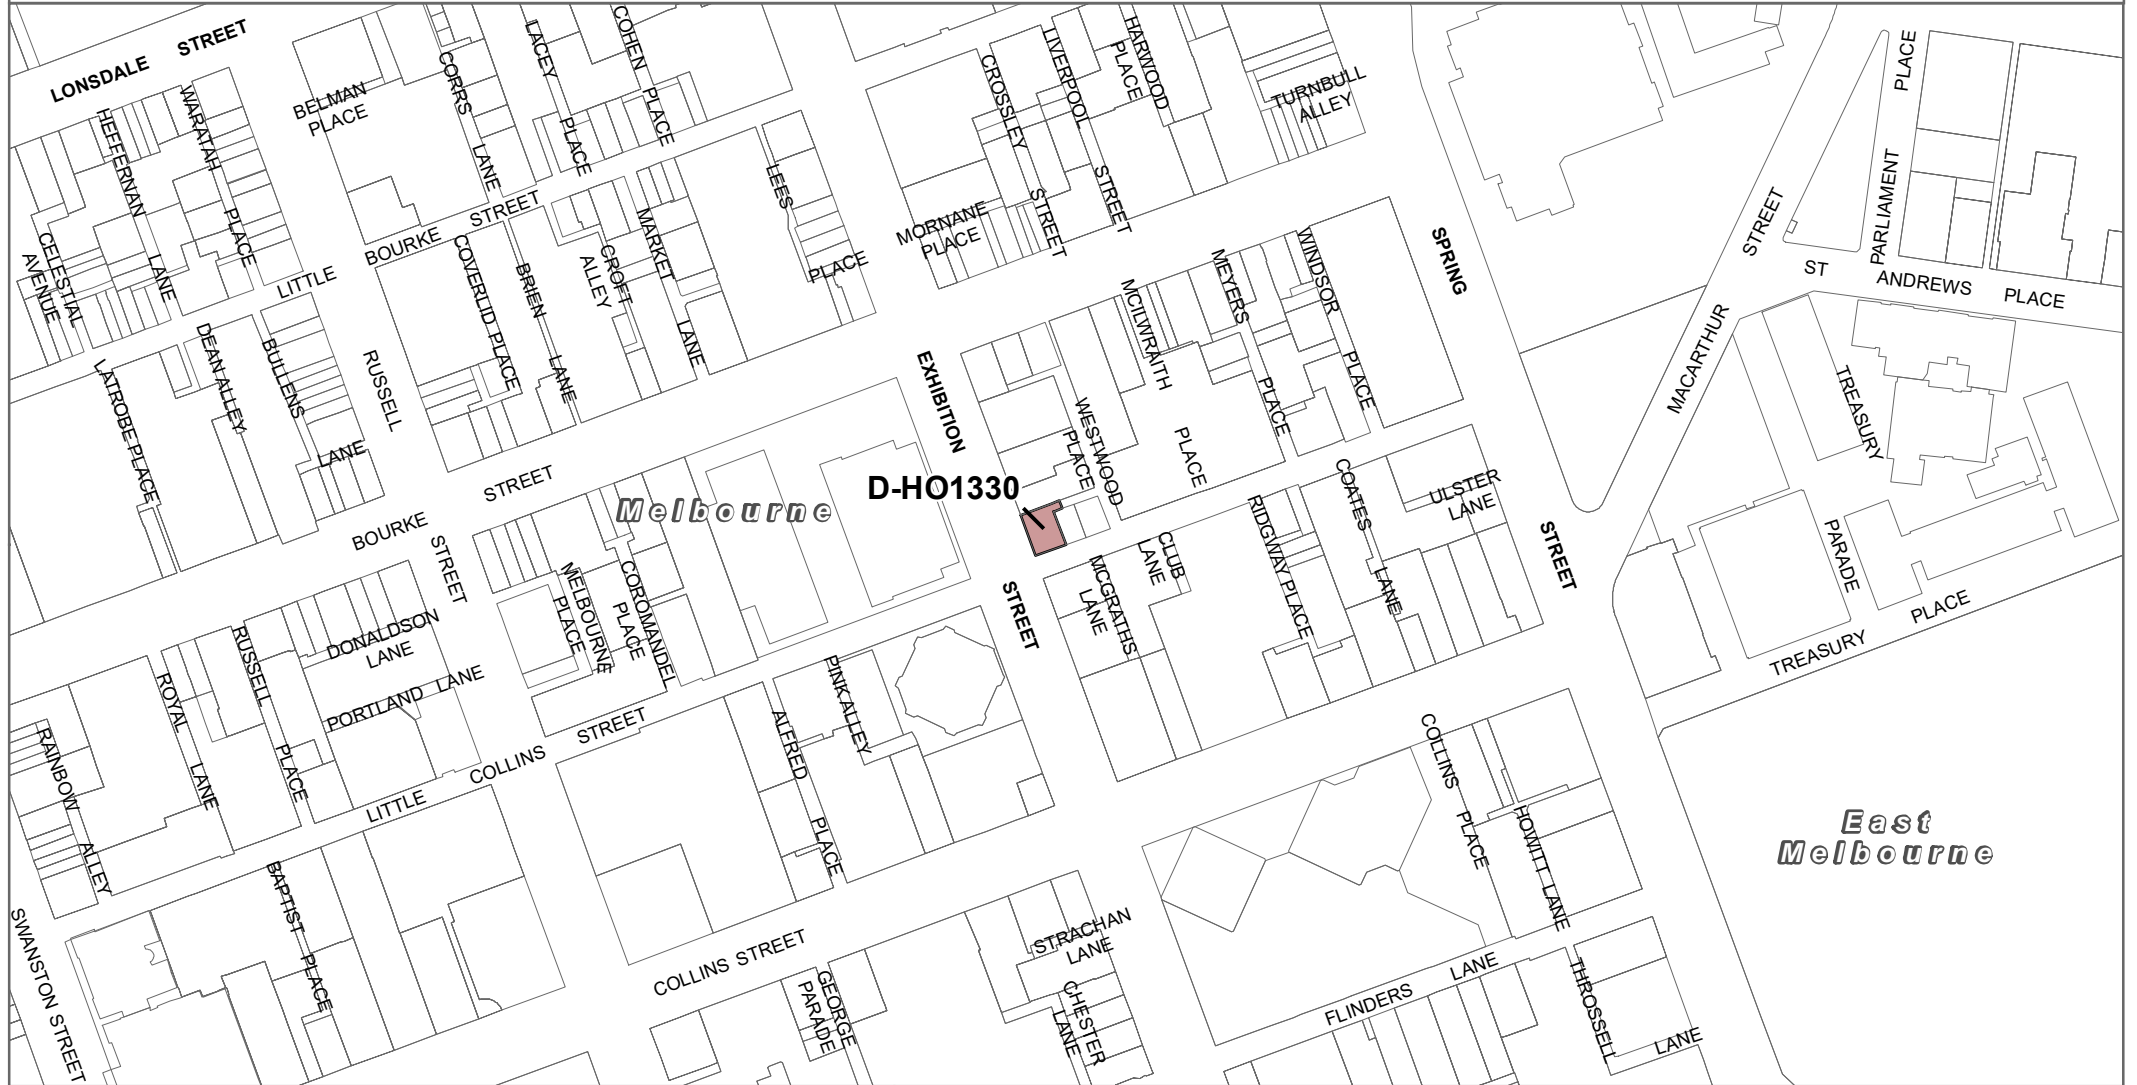 LONSDALE STREET
HEFFERNAN
LANE
WARATAH
PLACE
CELESTIAL
AVENUE
BELMAN
PLACE
CORRS
LANE
LACEY
PLACE
COHEN
PLACE
CROSSLEY
STREET
LIVERPOOL
STREET
HARWOOD
PLACE
TURNBULL
ALLEY
LITTLE BOURKE STREET
LATROBE PLACE
DEAN ALLEY
BULLENS
LANE
RUSSELL
STREET
COVERLID PLACE
BRIEN
LANE
CROFT
ALLEY
MARKET
LANE
LEES
PLACE
MORNANE
PLACE
EXHIBITION
STREET
MCILWRAITH
PLACE
MEYERS
PLACE
WINDSOR
PLACE
SPRING
STREET
MACARTHUR
STREET
PARLIAMENT
PLACE
ST ANDREWS PLACE
TREASURY
PARADE
TREASURY PLACE
BOURKE STREET
Melbourne
D-HO1330
WESTWOOD
PLACE
CLUB
LANE
MCGRATHS
LANE
RIDGWAY PLACE
COATES
LANE
ULSTER
LANE
MELBOURNE
PLACE
COROMANDEL
PLACE
DONALDSON
LANE
PORTLAND LANE
ROYAL
LANE
RUSSELL
PLACE
RAINBOW
ALLEY
LITTLE COLLINS STREET
ALFRED
PLACE
PINK ALLEY
BAPTIST
PLACE
SWANSTON STREET
COLLINS STREET
GEORGE
PARADE
STRACHAN
LANE
CHESTER
LANE
COLLINS
PLACE
HOWITT LANE
FLINDERS LANE
THROSSELL
LANE
East
Melbourne